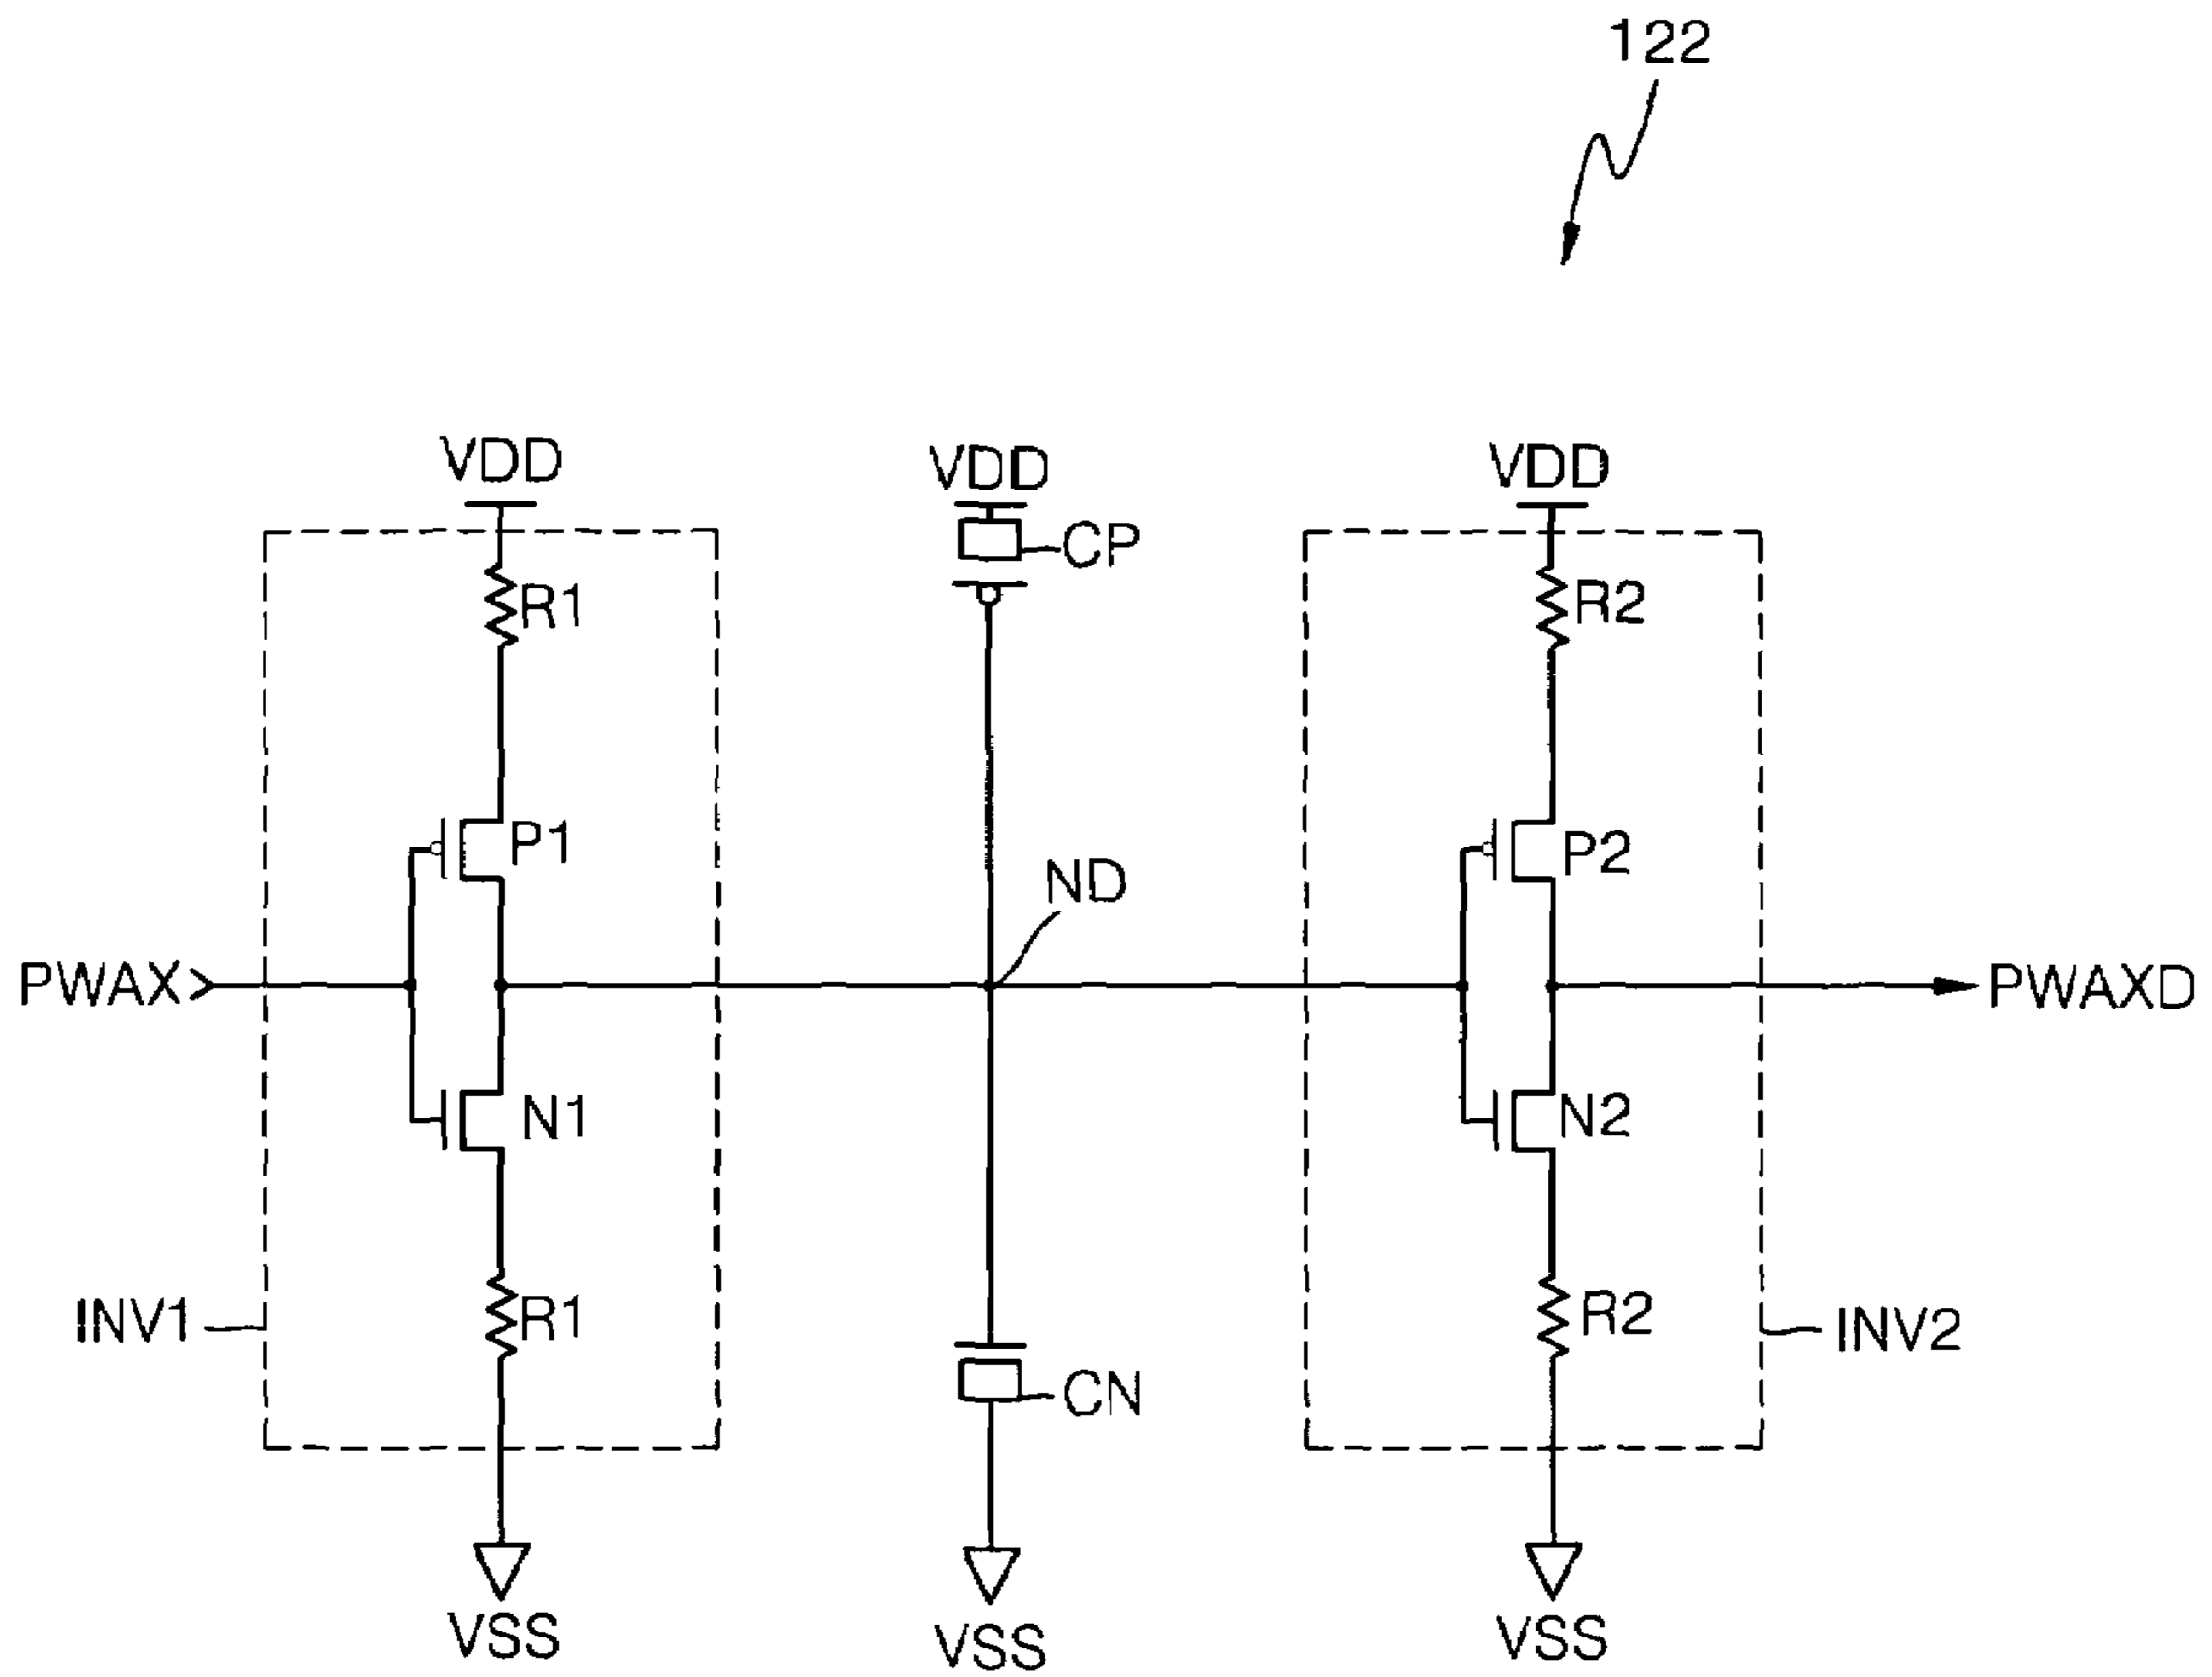 122
VDD
VDD
VDD
CP
R1
R2
P1
P2
ND
PWAX
PWAXD
N1
N2
INV1
R1
R2
INV2
CN
VSS
VSS
VSS